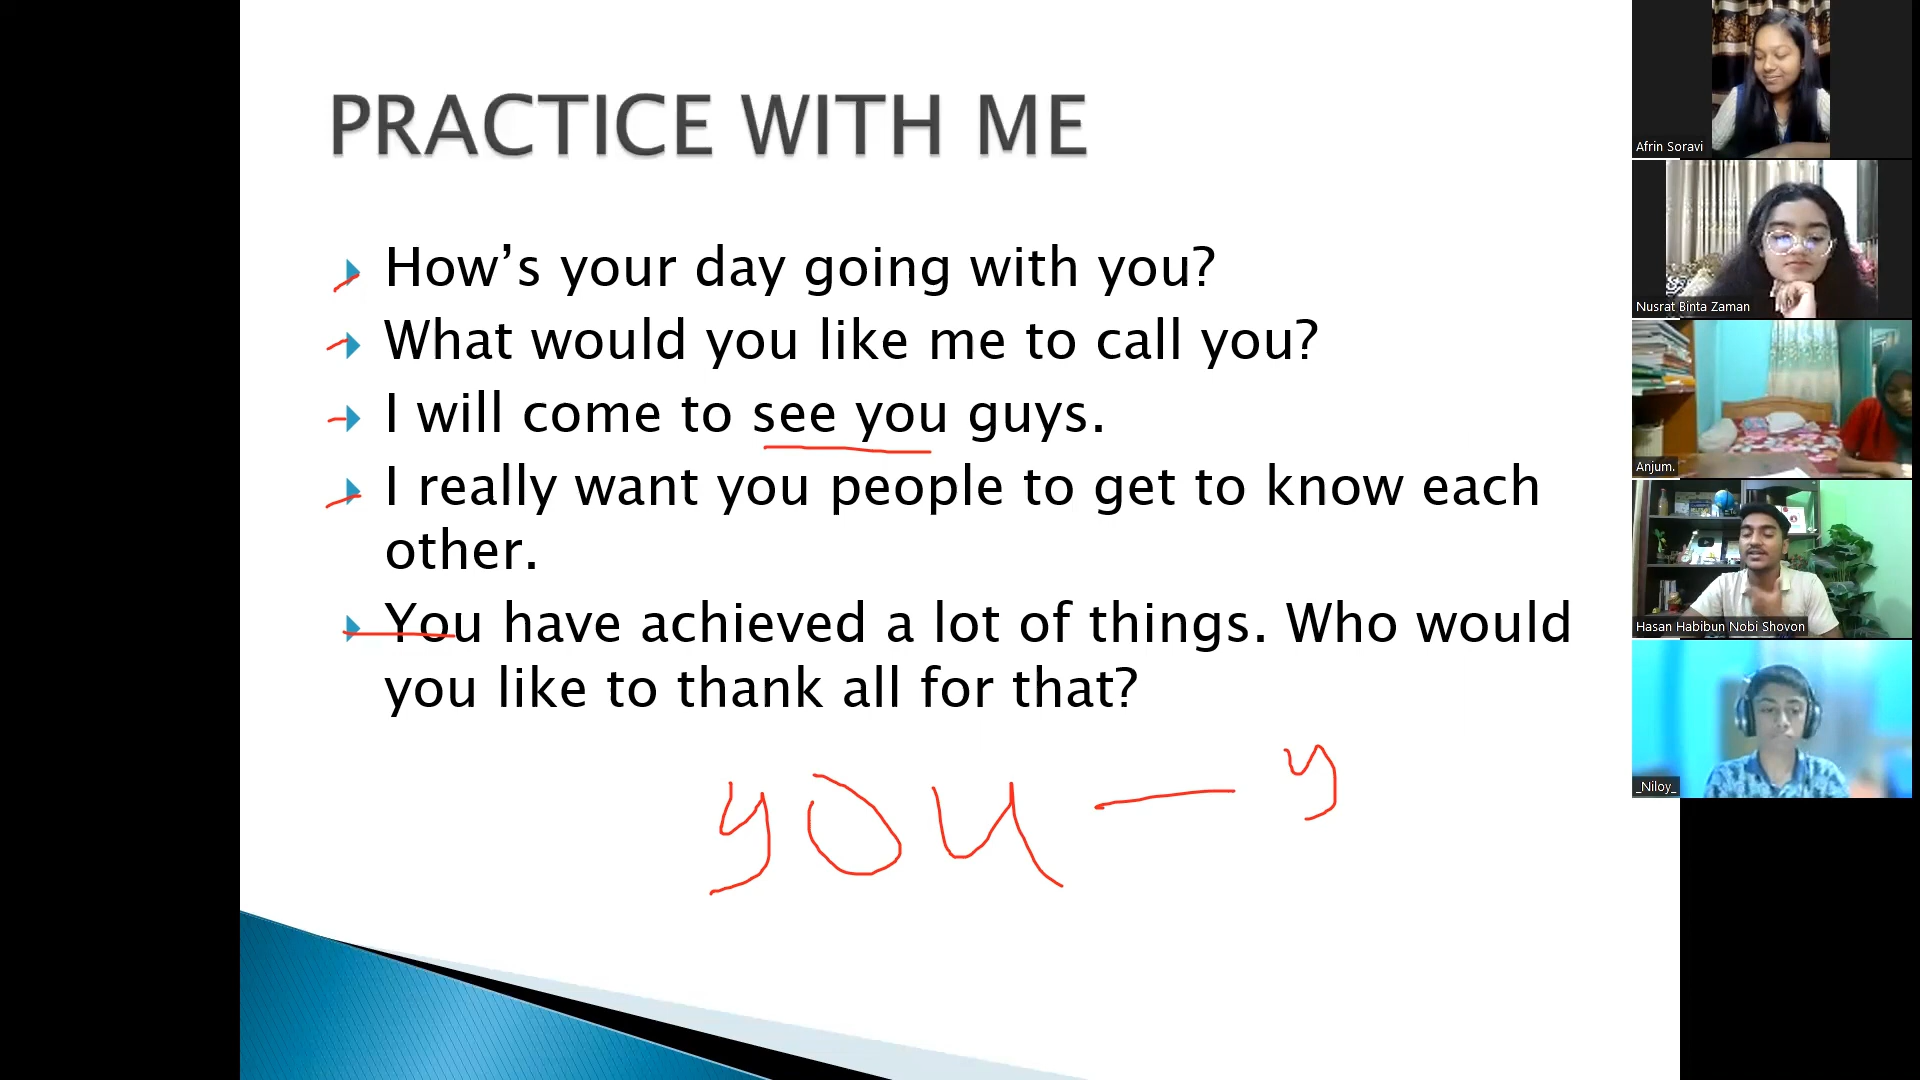 PRACTICE WITH ME
How’s your day going with you?
What would you like me to call you?
I will come to see you guys.
I really want you people to get to know each
other.
You have achieved a lot of things. Who would
you like to thank all for that?
you — y
Afrin Soravi
Nusrat Binta Zaman
Anjum.
Hasan Habibun Nobi Shovon
_Niloy_